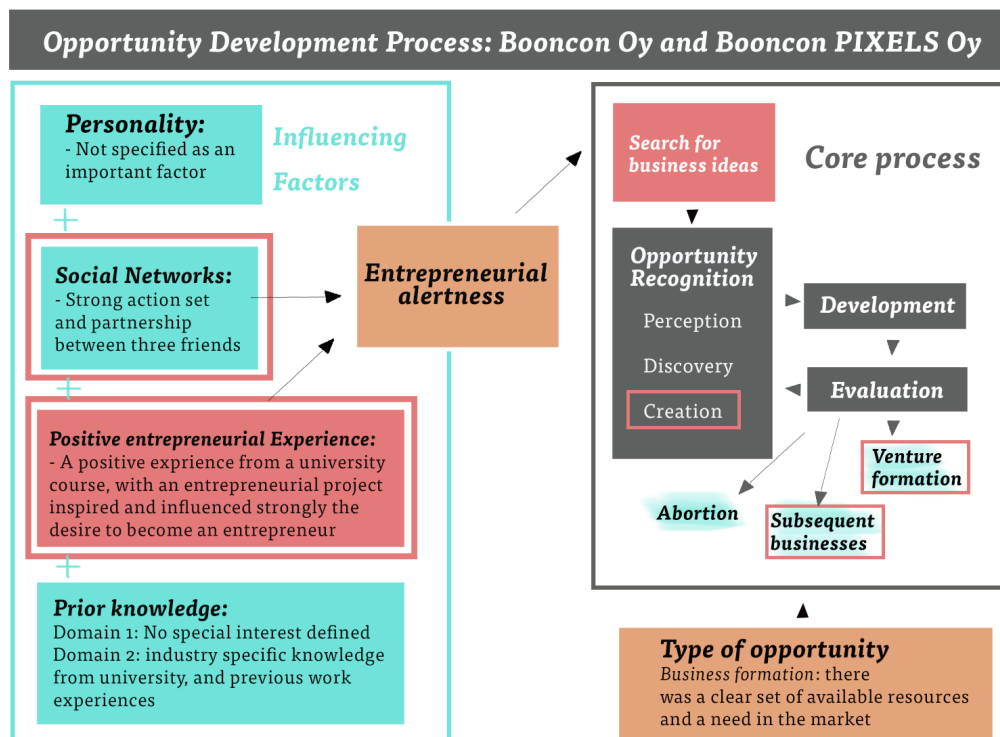 Opportunity Development Process: Booncon Oy and Booncon PIXELS Oy
Influencing
Factors
Personality:
- Not specified as an
important factor
+
Social Networks:
- Strong action set
and partnership
between three friends
+
Positive entrepreneurial Experience:
- A positive exprience from a university
course, with an entrepreneurial project
inspired and influenced strongly the
desire to become an entrepreneur
+
Prior knowledge:
Domain 1: No special interest defined
Domain 2: industry specific knowledge
from university, and previous work
experiences
Entrepreneurial
alertness
Core process
Search for
business ideas
Opportunity
Recognition
Perception
Discovery
Creation
Development
Evaluation
Venture
formation
Abortion
Subsequent
businesses
Type of opportunity
Business formation: there
was a clear set of available resources
and a need in the market